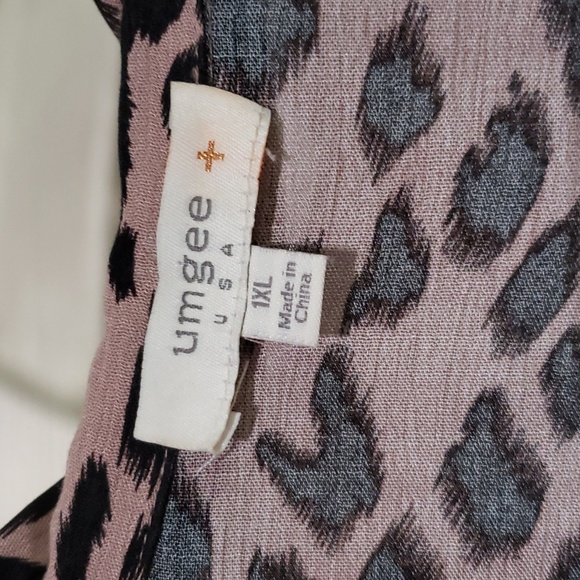 umgee +
USA
1XL
Made in
China